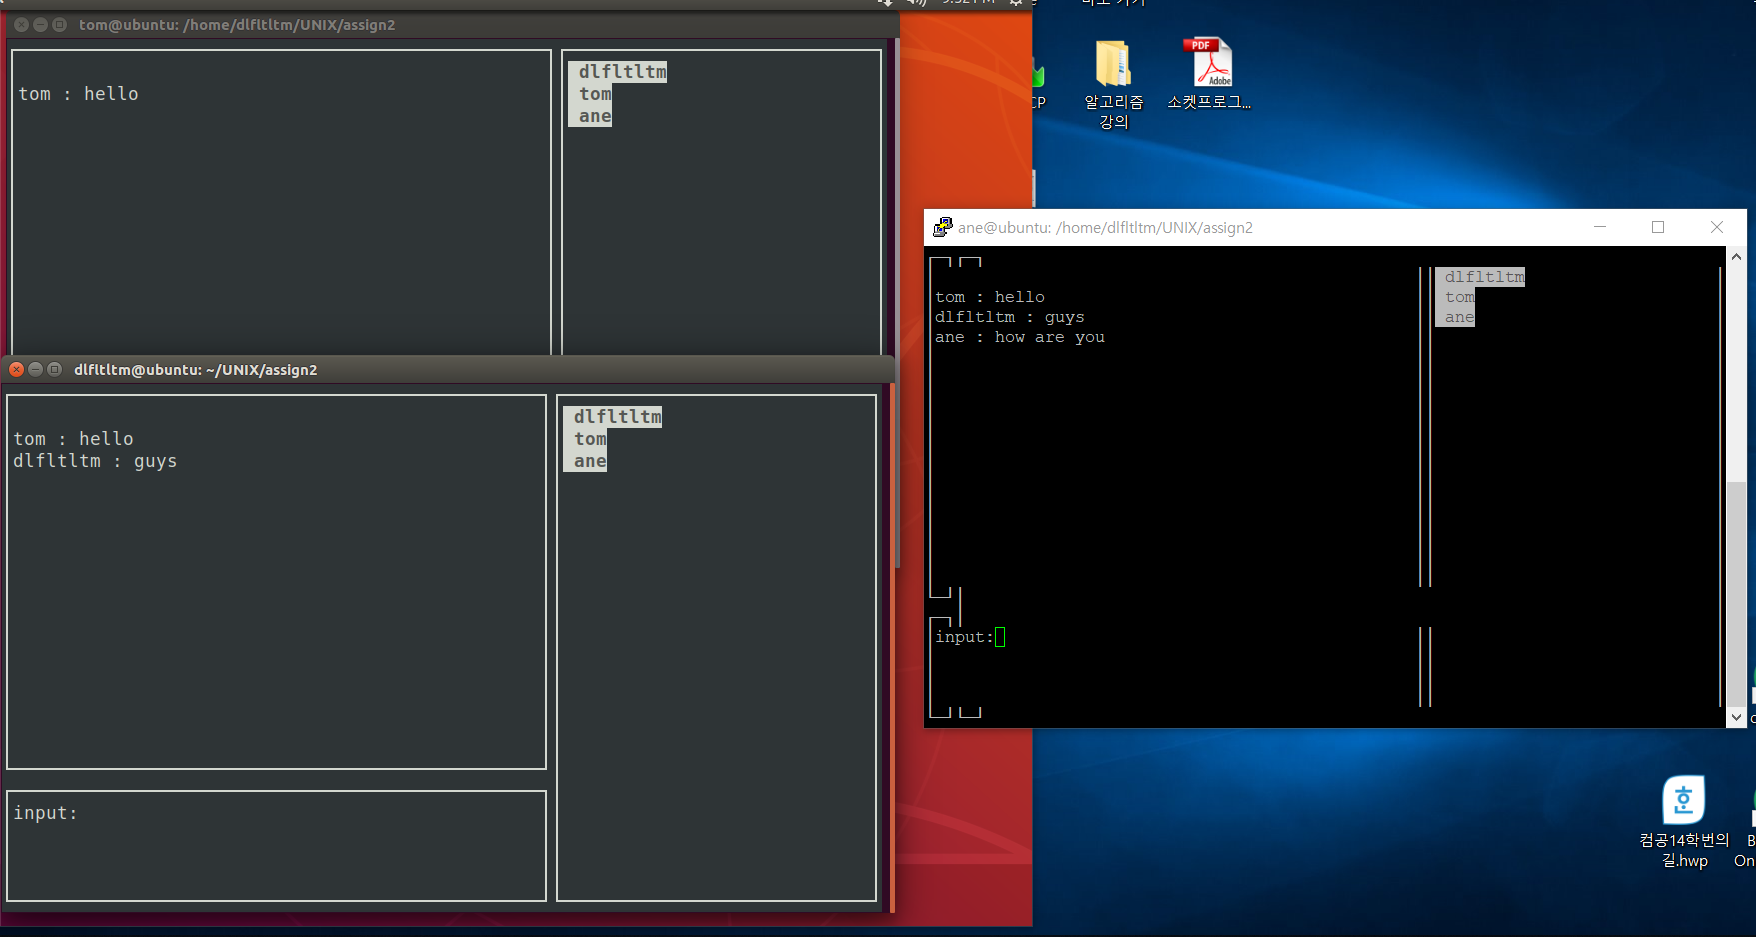 tom@ubuntu: /home/dlfltltm/UNIX/assign2
tom : hello
dlfltltm
tom
ane
dlfltltm@ubuntu: ~/UNIX/assign2
tom : hello
dlfltltm : guys
dlfltltm
tom
ane
input:
알고리즘
강의
PDF
Adobe
소켓프로그...
ane@ubuntu: /home/dlfltltm/UNIX/assign2
tom : hello
dlfltltm : guys
ane : how are you
dlfltltm
tom
ane
input:
컴공14학번의
길.hwp